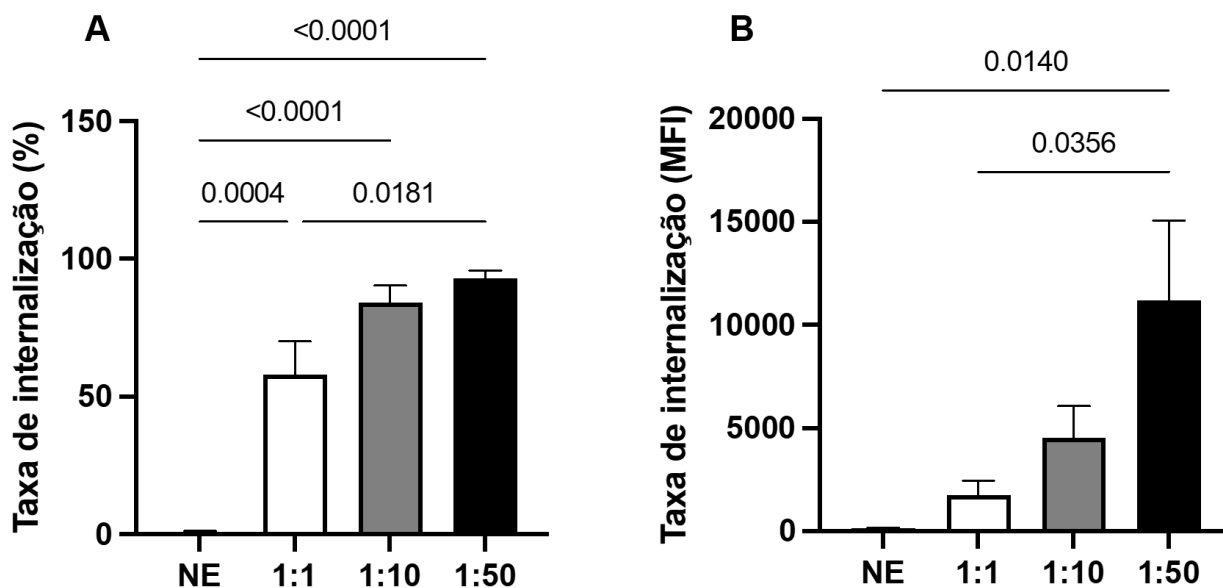 A
<0.0001
<0.0001
0.0004 0.0181
Taxa de internalização (%)
150
100
50
0
NE 1:1 1:10 1:50
B
0.0140
0.0356
Taxa de internalização (MFI)
20000
15000
10000
5000
0
NE 1:1 1:10 1:50